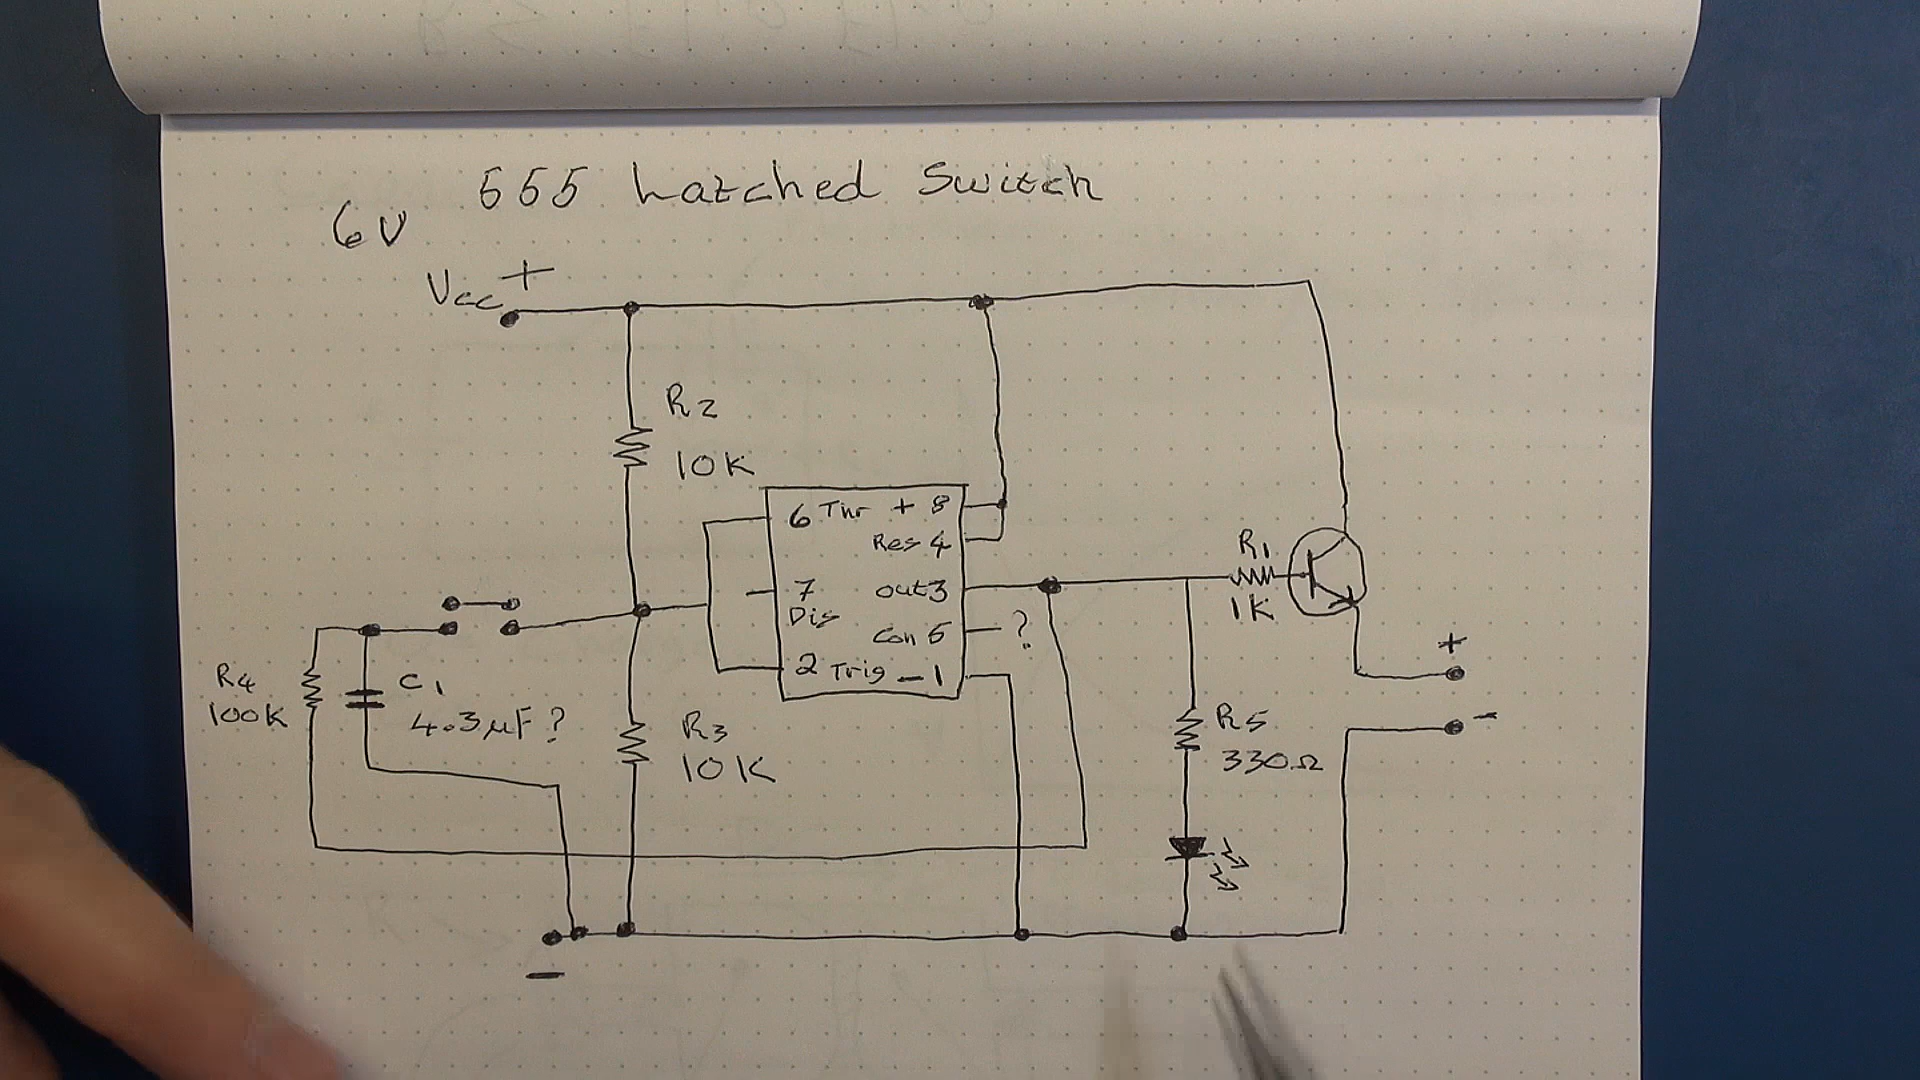 555 Latched Switch
6V
Vcc +
R2
10K
6 Thr + 8
Res 4
7 out 3
Dis
Con 5 ?
2 Trig - 1
R1
1K
+
-
R4
100K
C1
4.3μF?
R3
10K
R5
330Ω
-